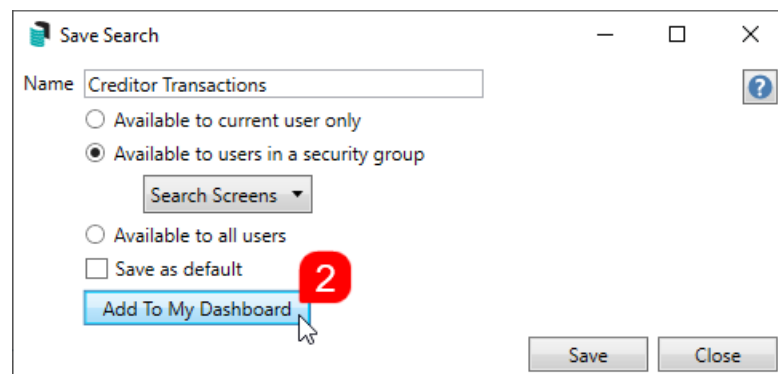 Save Search
Name Creditor Transactions
?
Available to current user only
Available to users in a security group
Search Screens
Available to all users
Save as default
2
Add To My Dashboard
Save Close